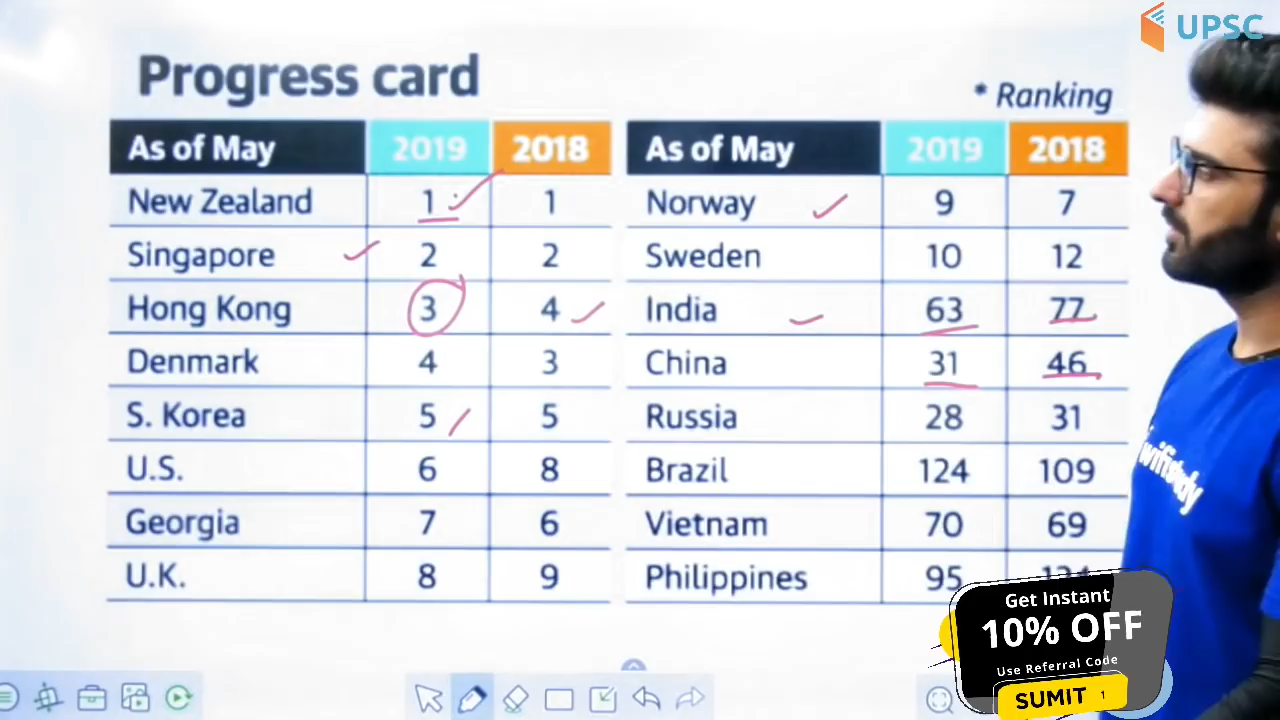 UPSC
Progress card
* Ranking
As of May 2019 2018
New Zealand 1 1
Singapore 2 2
Hong Kong 3 4
Denmark 4 3
S. Korea 5 5
U.S. 6 8
Georgia 7 6
U.K. 8 9
As of May 2019 2018
Norway 9 7
Sweden 10 12
India 63 77
China 31 46
Russia 28 31
Brazil 124 109
Vietnam 70 69
Philippines 95
wifistudy
Get Instant
10% OFF
Use Referral Code
SUMIT 1